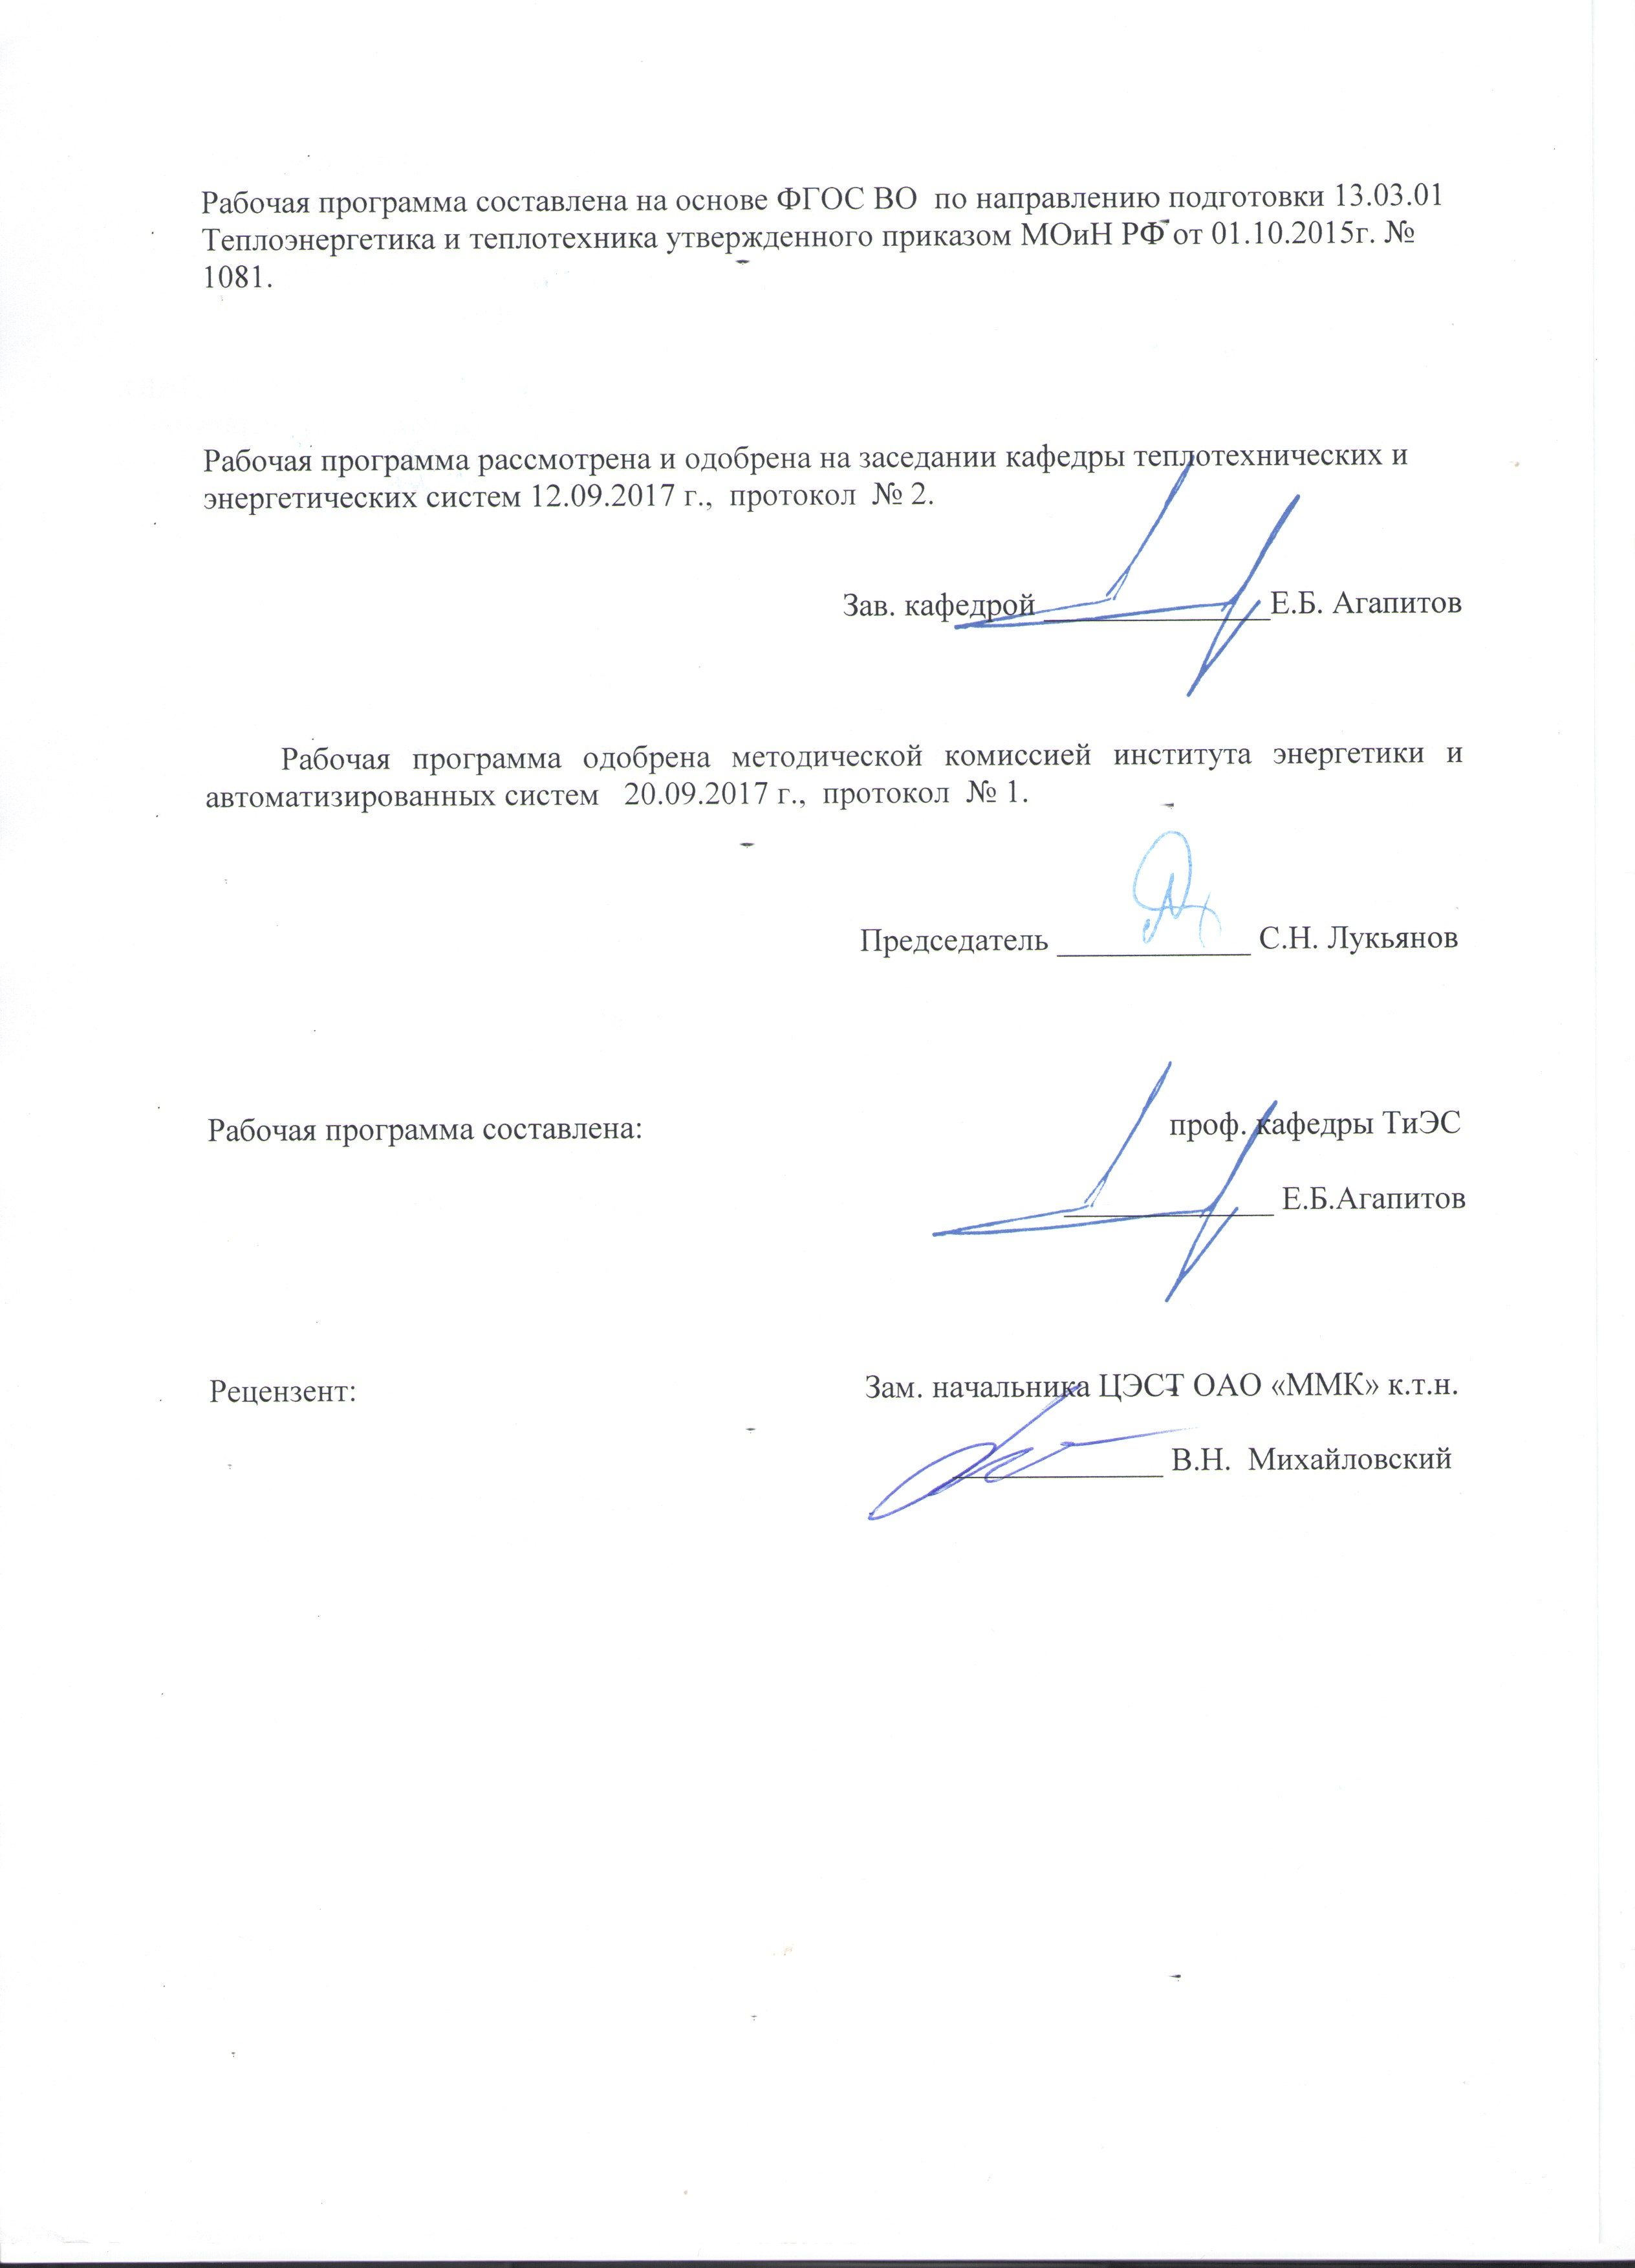 Рабочая программа составлена на основе ФГОС ВО по направлению подготовки 13.03.01
Теплоэнергетика и теплотехника утвержденного приказом МОиН РФ от 01.10.2015г. №
1081.
Рабочая программа рассмотрена и одобрена на заседании кафедры теплотехнических и
энергетических систем 12.09.2017 г., протокол № 2.
Зав. кафедрой ______________Е.Б. Агапитов
Рабочая программа одобрена методической комиссией института энергетики и
автоматизированных систем 20.09.2017 г., протокол № 1.
Председатель ____________ С.Н. Лукьянов
Рабочая программа составлена: проф. кафедры ТиЭС
_____________ Е.Б.Агапитов
Рецензент: Зам. начальника ЦЭСТ ОАО «ММК» к.т.н.
_____________ В.Н. Михайловский